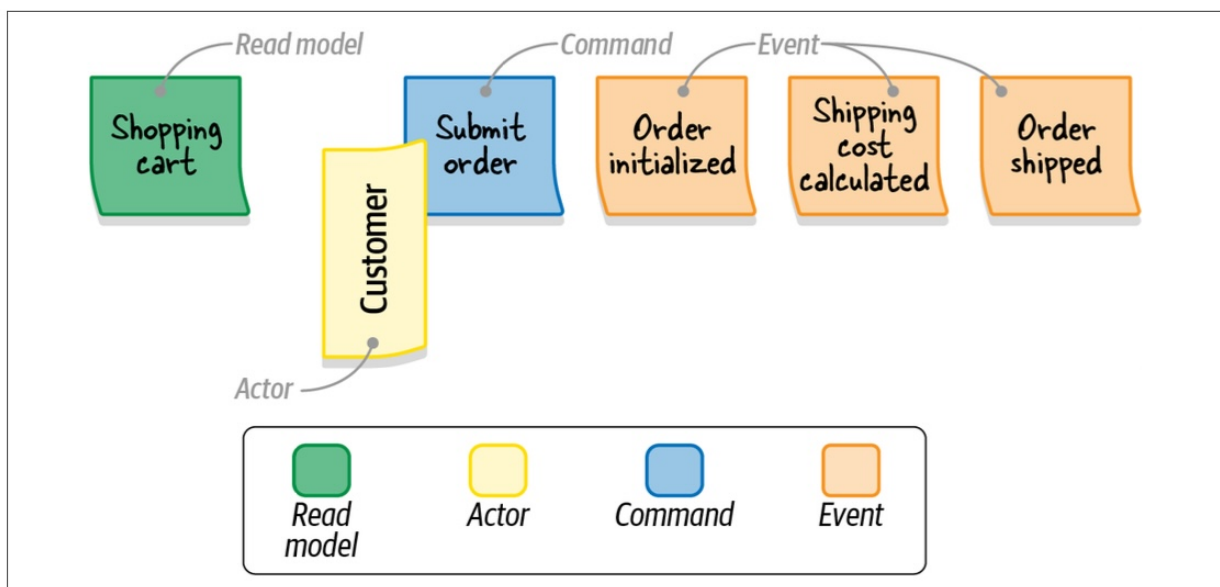 Read model
Command
Event
Shopping
cart
Submit
order
Order
initialized
Shipping
cost
calculated
Order
shipped
Customer
Actor
Read
model
Actor
Command
Event